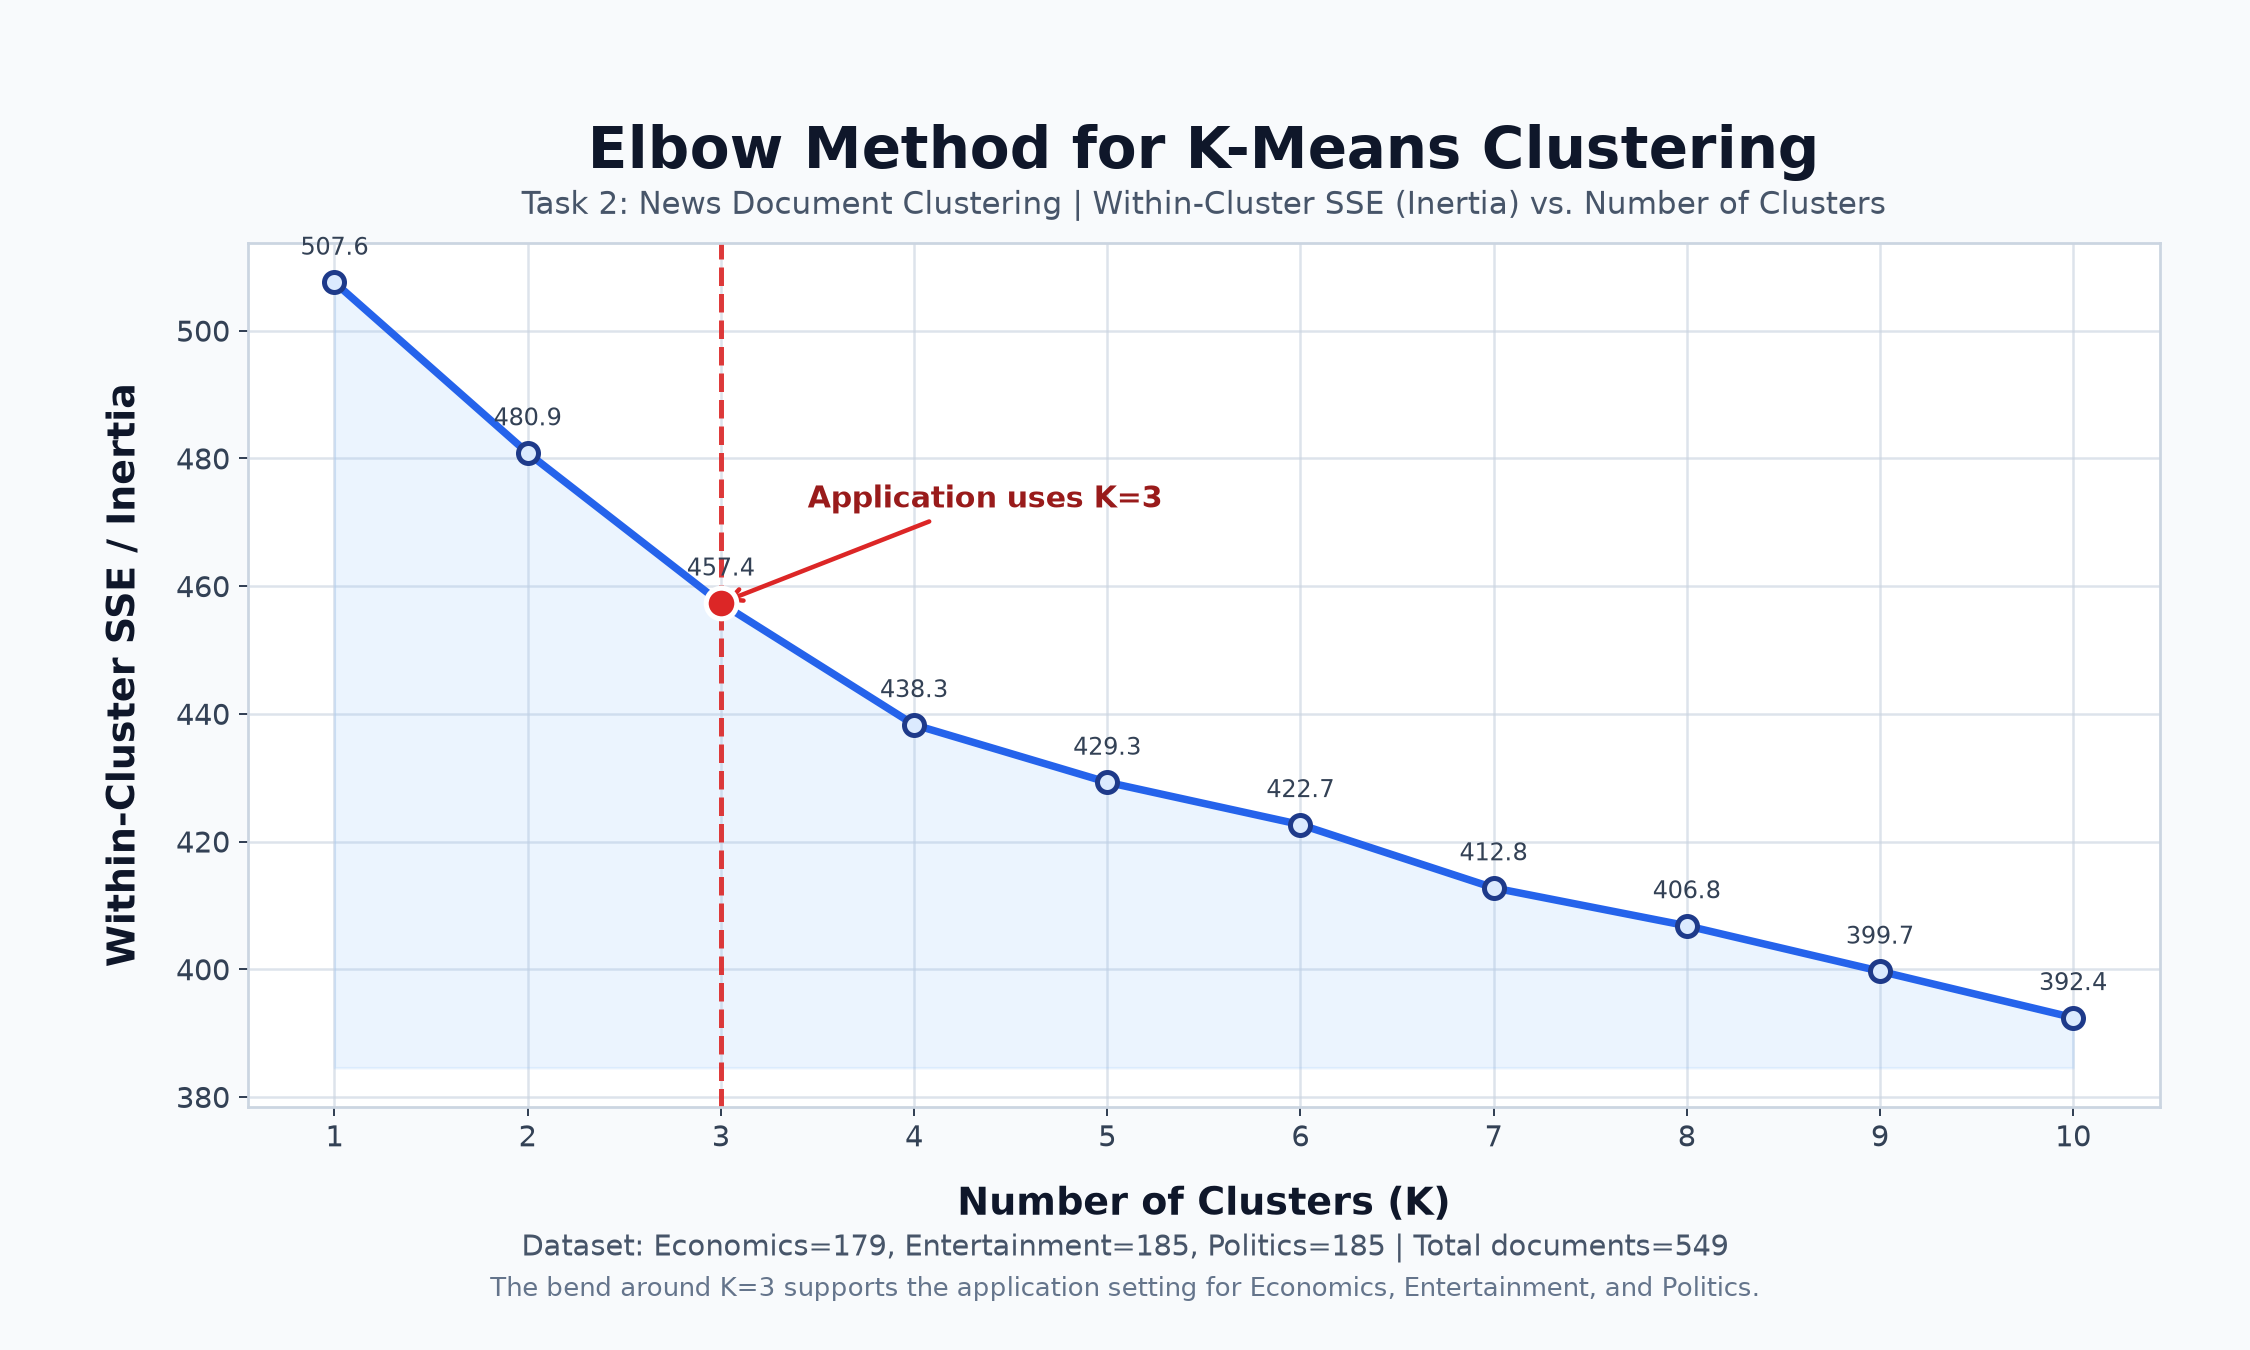 Elbow Method for K-Means Clustering
Task 2: News Document Clustering | Within-Cluster SSE (Inertia) vs. Number of Clusters
Within-Cluster SSE / Inertia
500
480
460
440
420
400
380
507.6
480.9
457.4
438.3
429.3
422.7
412.8
406.8
399.7
392.4
Application uses K=3
1 2 3 4 5 6 7 8 9 10
Number of Clusters (K)
Dataset: Economics=179, Entertainment=185, Politics=185 | Total documents=549
The bend around K=3 supports the application setting for Economics, Entertainment, and Politics.